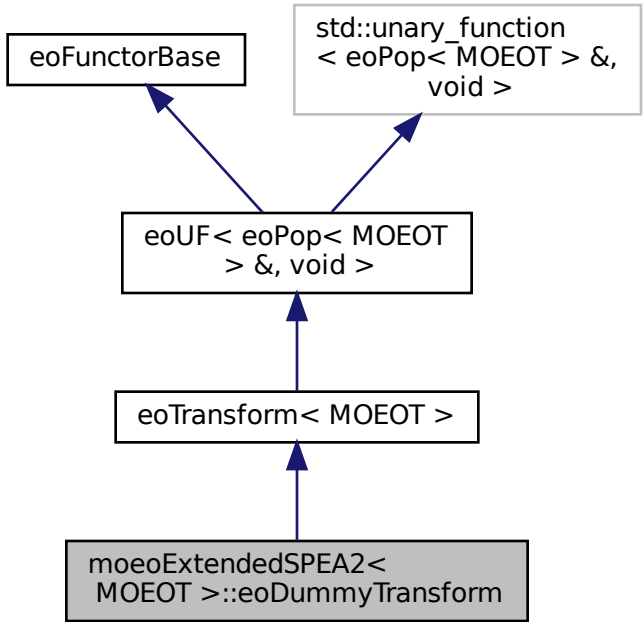 eoFunctorBase
std::unary_function
< eoPop< MOEOT > &,
void >
eoUF< eoPop< MOEOT
> &, void >
eoTransform< MOEOT >
moeoExtendedSPEA2<
MOEOT >::eoDummyTransform